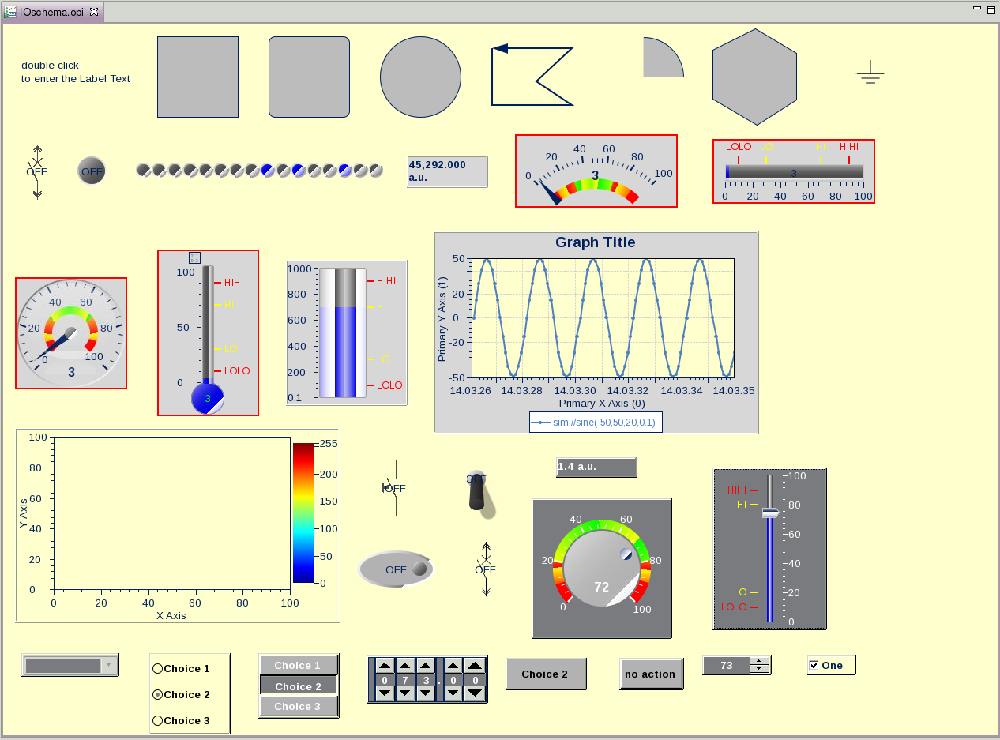 IOschema.opi
double click
to enter the Label Text
OFF
OFF
45,292.000
a.u.
0 20 40 60 80 100
3
LOLO LO HI HIHI
3
0 20 40 60 80 100
0 20 40 60 80 100
3
100
50
0
HIHI
HI
LO
LOLO
3
1000
800
600
400
200
0.1
HIHI
HI
LO
LOLO
Graph Title
Primary Y Axis (1)
50
20
0
-20
-50
14:03:26 14:03:28 14:03:30 14:03:32 14:03:34 14:03:35
Primary X Axis (0)
sim://sine(-50,50,20,0.1)
Y Axis
100
80
60
40
20
0
0 20 40 60 80 100
X Axis
255
200
150
100
50
0
OFF
OFF
OFF
OFF
1.4 a.u.
0 20 40 60 80 100
72
HIHI
HI
LO
LOLO
100
80
60
40
20
0
Choice 1
Choice 2
Choice 3
Choice 1
Choice 2
Choice 3
0 7 3 . 0 0
Choice 2
no action
73
One